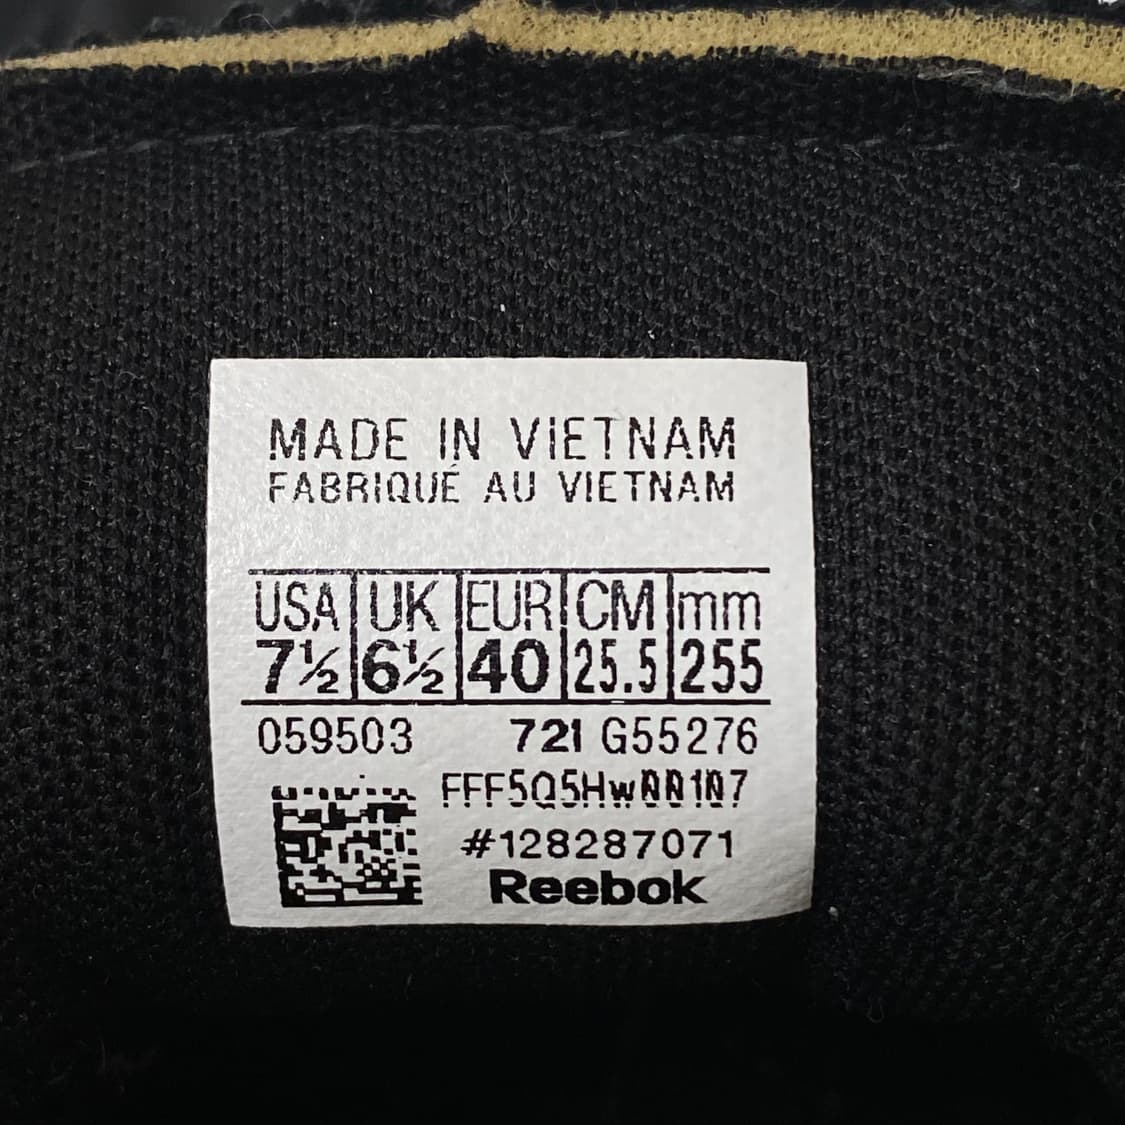 MADE IN VIETNAM
FABRIQUÉ AU VIETNAM
USA UK EUR CM mm
7½ 6½ 40 25.5 255
059503 721 G55276
#128287071
Reebok